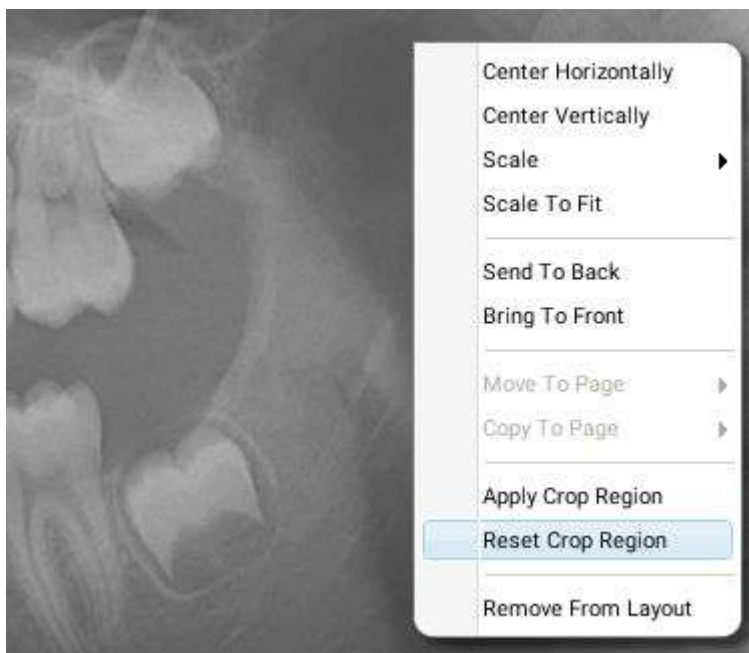 Center Horizontally
Center Vertically
Scale
Scale To Fit
Send To Back
Bring To Front
Move To Page
Copy To Page
Apply Crop Region
Reset Crop Region
Remove From Layout